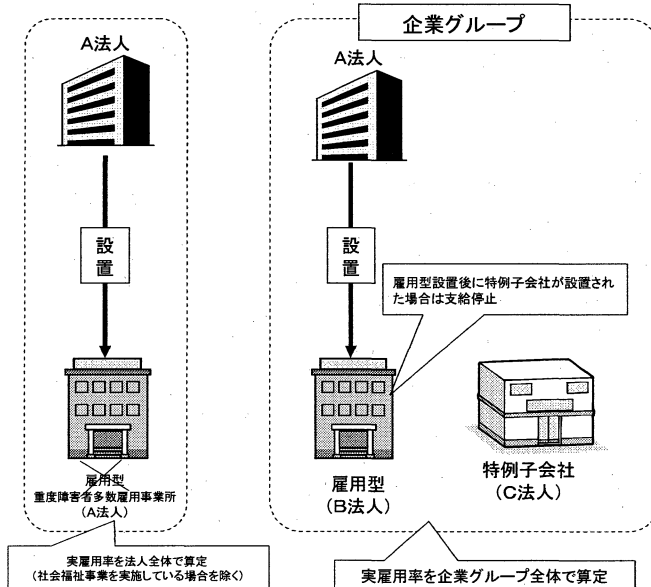 A法人
設置
雇用型
重度障害者多数雇用事業所
(A法人)
実雇用率を法人全体で算定
(社会福祉事業を実施している場合を除く)
企業グループ
A法人
設置
雇用型設置後に特例子会社が設置され
た場合は支給停止
雇用型
(B法人)
特例子会社
(C法人)
実雇用率を企業グループ全体で算定